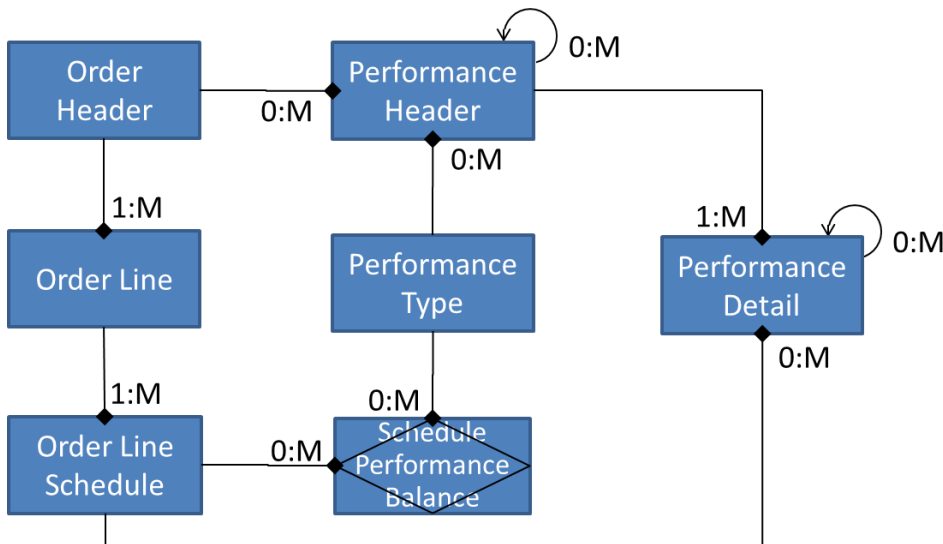 Order
Header
0:M
Performance
Header
0:M
0:M
1:M
Order Line
Performance
Type
1:M
Performance
Detail
0:M
0:M
1:M
Order Line
Schedule
0:M
0:M
Schedule
Performance
Balance